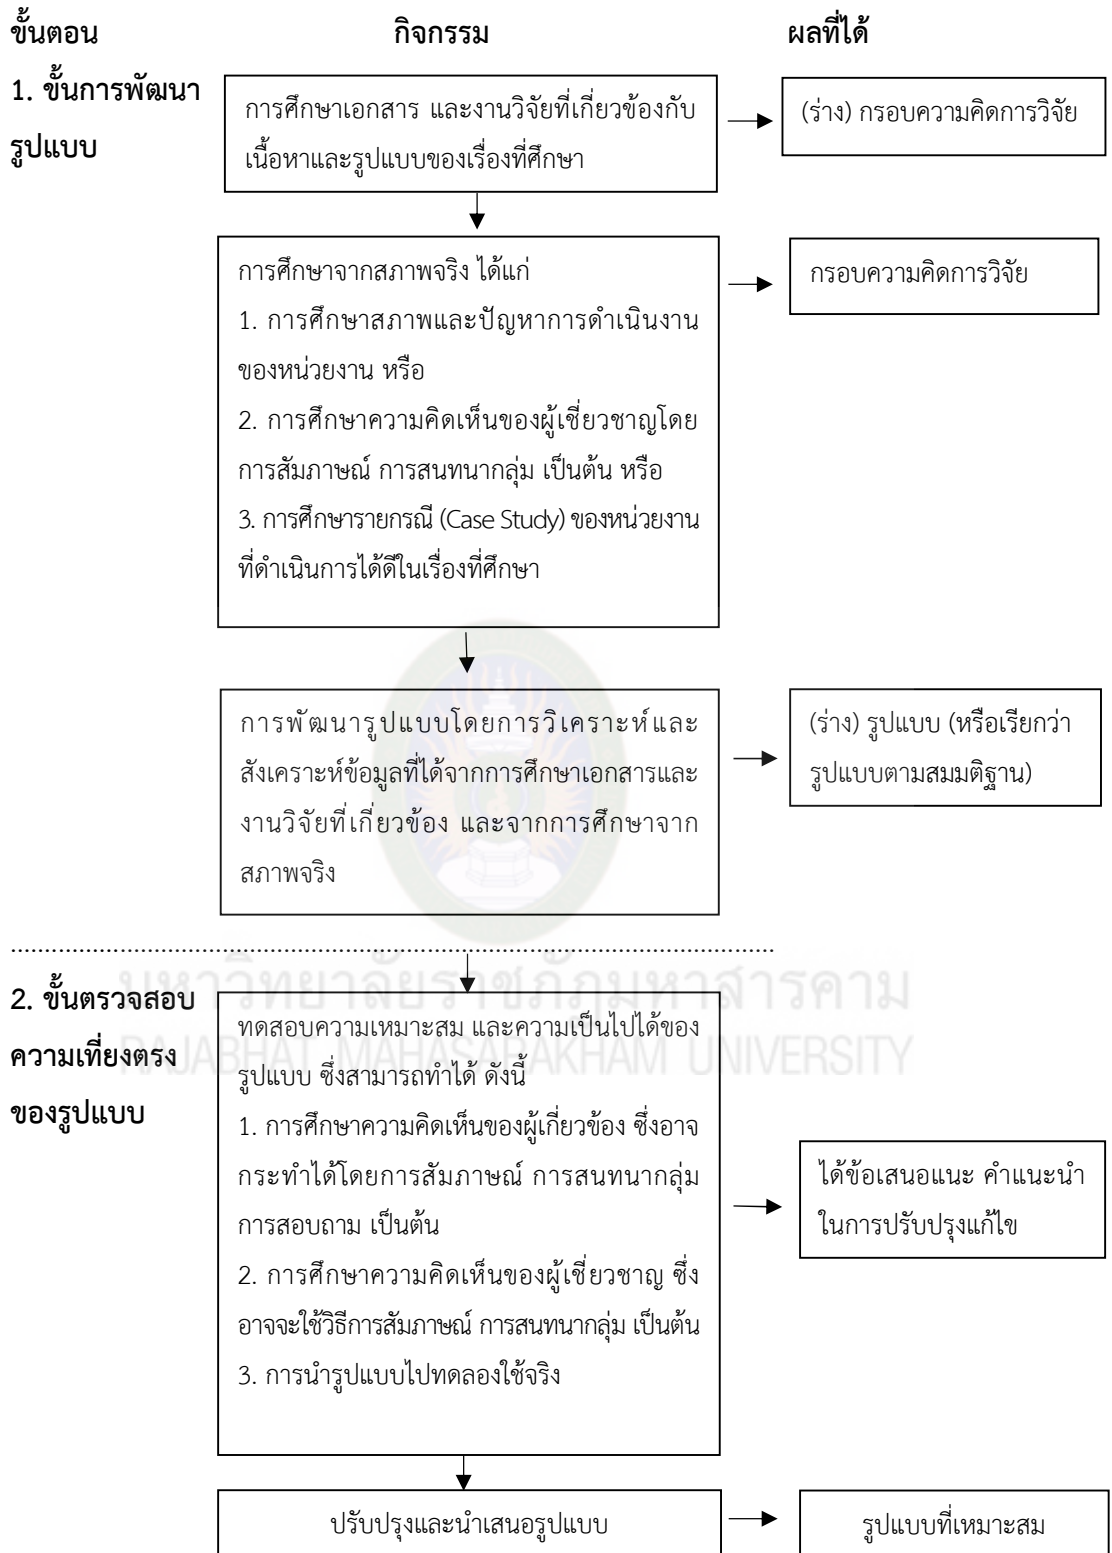 ขั้นตอน กิจกรรม ผลที่ได้
1. ขั้นการพัฒนา
รูปแบบ
การศึกษาเอกสาร และงานวิจัยที่เกี่ยวข้องกับ
เนื้อหาและรูปแบบของเรื่องที่ศึกษา
(ร่าง) กรอบความคิดการวิจัย
การศึกษาจากสภาพจริง ได้แก่
1. การศึกษาสภาพและปัญหาการดำเนินงาน
ของหน่วยงาน หรือ
2. การศึกษาความคิดเห็นของผู้เชี่ยวชาญโดย
การสัมภาษณ์ การสนทนากลุ่ม เป็นต้น หรือ
3. การศึกษารายกรณี (Case Study) ของหน่วยงาน
ที่ดำเนินการได้ดีในเรื่องที่ศึกษา
กรอบความคิดการวิจัย
การพัฒนารูปแบบโดยการวิเคราะห์และ
สังเคราะห์ข้อมูลที่ได้จากการศึกษาเอกสารและ
งานวิจัยที่เกี่ยวข้อง และจากการศึกษาจาก
สภาพจริง
(ร่าง) รูปแบบ (หรือเรียกว่า
รูปแบบตามสมมติฐาน)
มหาวิทยาลัยราชภัฏมหาสารคาม
RAJABHAT MAHASARAKHAM UNIVERSITY
2. ขั้นตรวจสอบ
ความเที่ยงตรง
ของรูปแบบ
ทดสอบความเหมาะสม และความเป็นไปได้ของ
รูปแบบ ซึ่งสามารถทำได้ ดังนี้
1. การศึกษาความคิดเห็นของผู้เกี่ยวข้อง ซึ่งอาจ
กระทำได้โดยการสัมภาษณ์ การสนทนากลุ่ม
การสอบถาม เป็นต้น
2. การศึกษาความคิดเห็นของผู้เชี่ยวชาญ ซึ่ง
อาจจะใช้วิธีการสัมภาษณ์ การสนทนากลุ่ม เป็นต้น
3. การนำรูปแบบไปทดลองใช้จริง
ได้ข้อเสนอแนะ คำแนะนำ
ในการปรับปรุงแก้ไข
ปรับปรุงและนำเสนอรูปแบบ
รูปแบบที่เหมาะสม